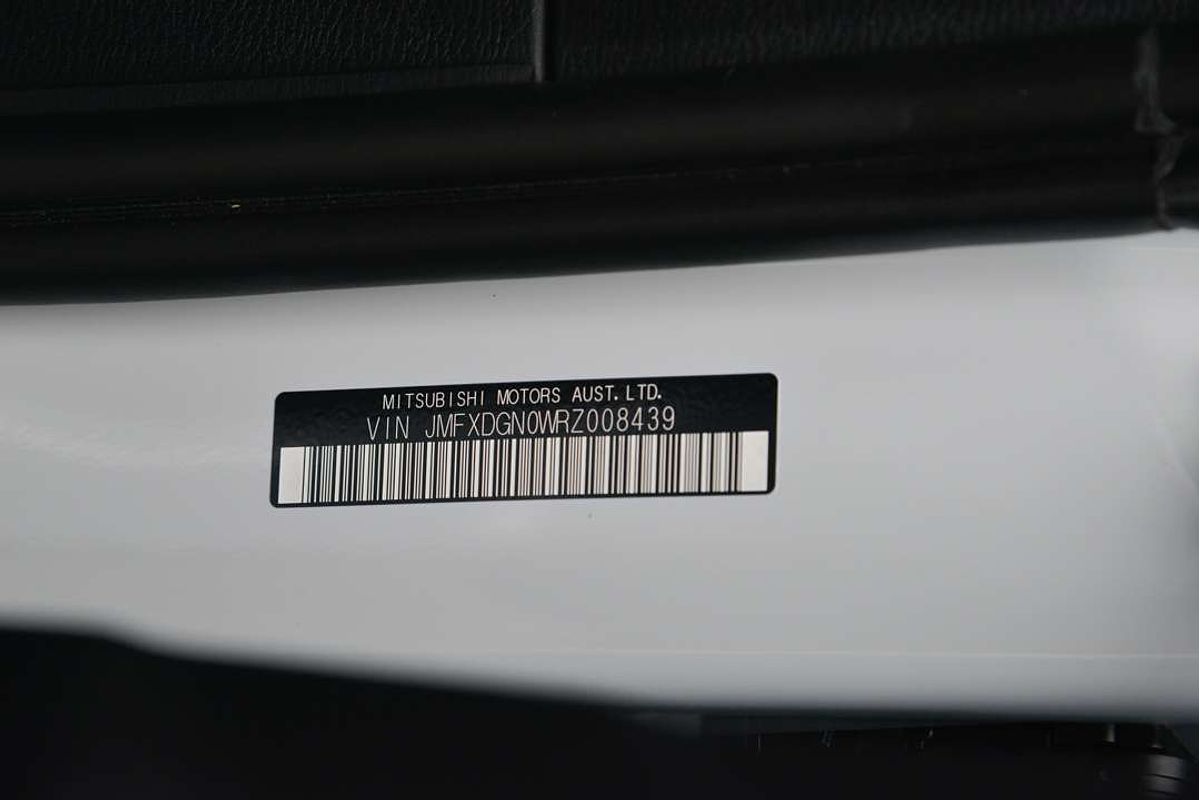 MITSUBISHI MOTORS AUST. LTD.
VIN JMFXDGN0WRZ008439